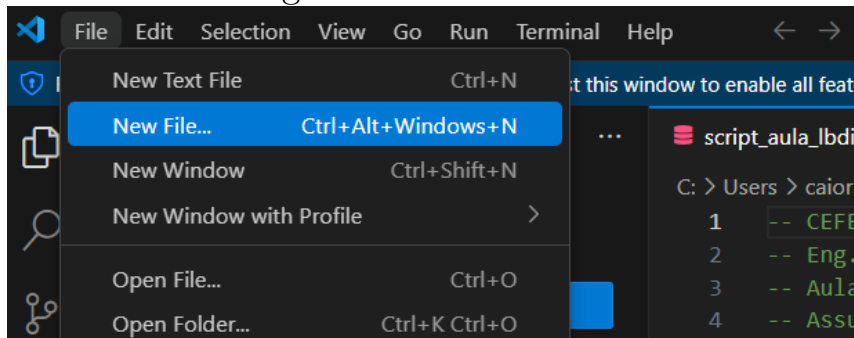 File Edit Selection View Go Run Terminal Help
New Text File Ctrl+N
this window to enable all
New File... Ctrl+Alt+Windows+N
New Window Ctrl+Shift+N
New Window with Profile
Open File... Ctrl+O
Open Folder... Ctrl+K Ctrl+O
script_aula_lbdi
C: > Users > caior
1 -- CEFE
2 -- Eng.
3 -- Aula
4 -- Assu